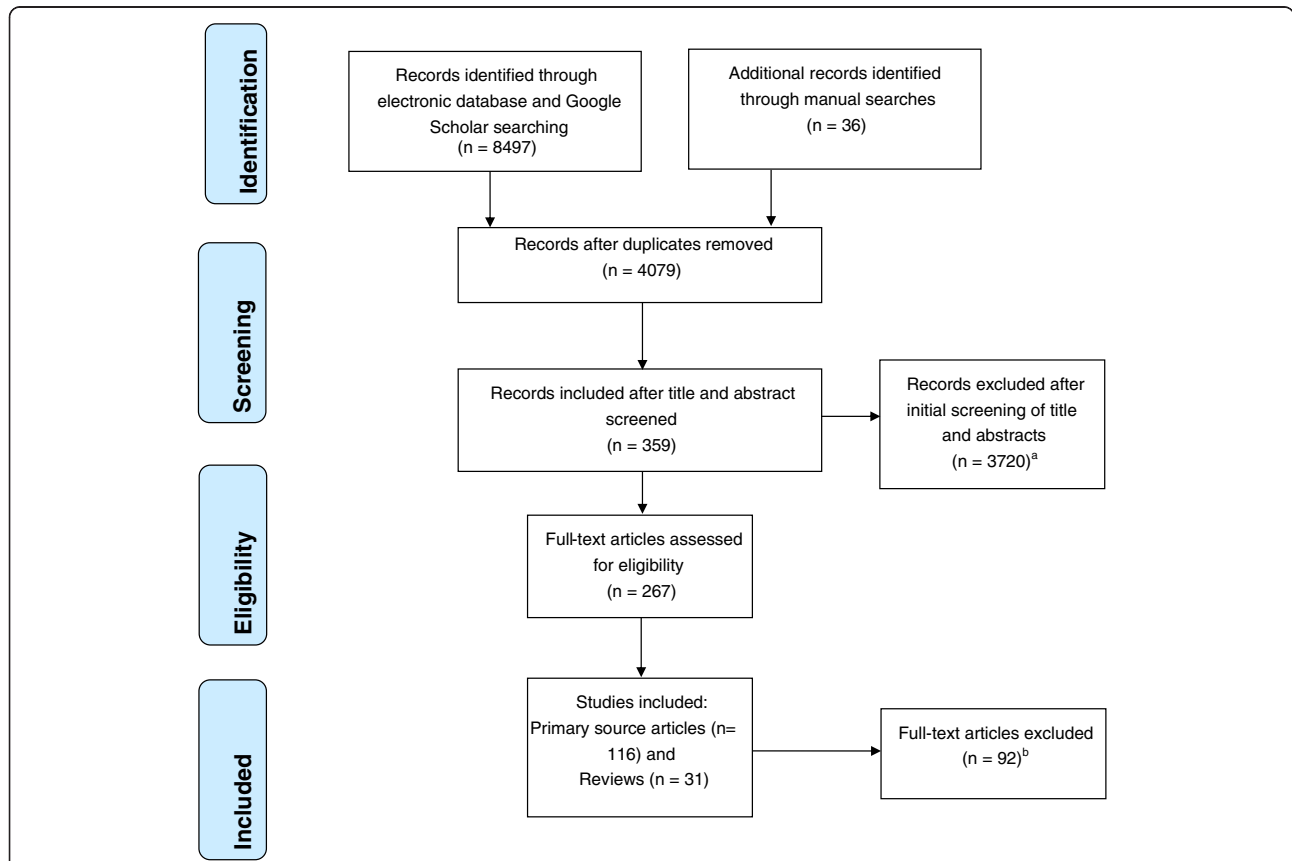 Identification
Records identified through
electronic database and Google
Scholar searching
(n = 8497)
Additional records identified
through manual searches
(n = 36)
Records after duplicates removed
(n = 4079)
Screening
Records included after title and abstract
screened
(n = 359)
Records excluded after
initial screening of title
and abstracts
(n = 3720)a
Eligibility
Full-text articles assessed
for eligibility
(n = 267)
Included
Studies included:
Primary source articles (n=
116) and
Reviews (n = 31)
Full-text articles excluded
(n = 92)b